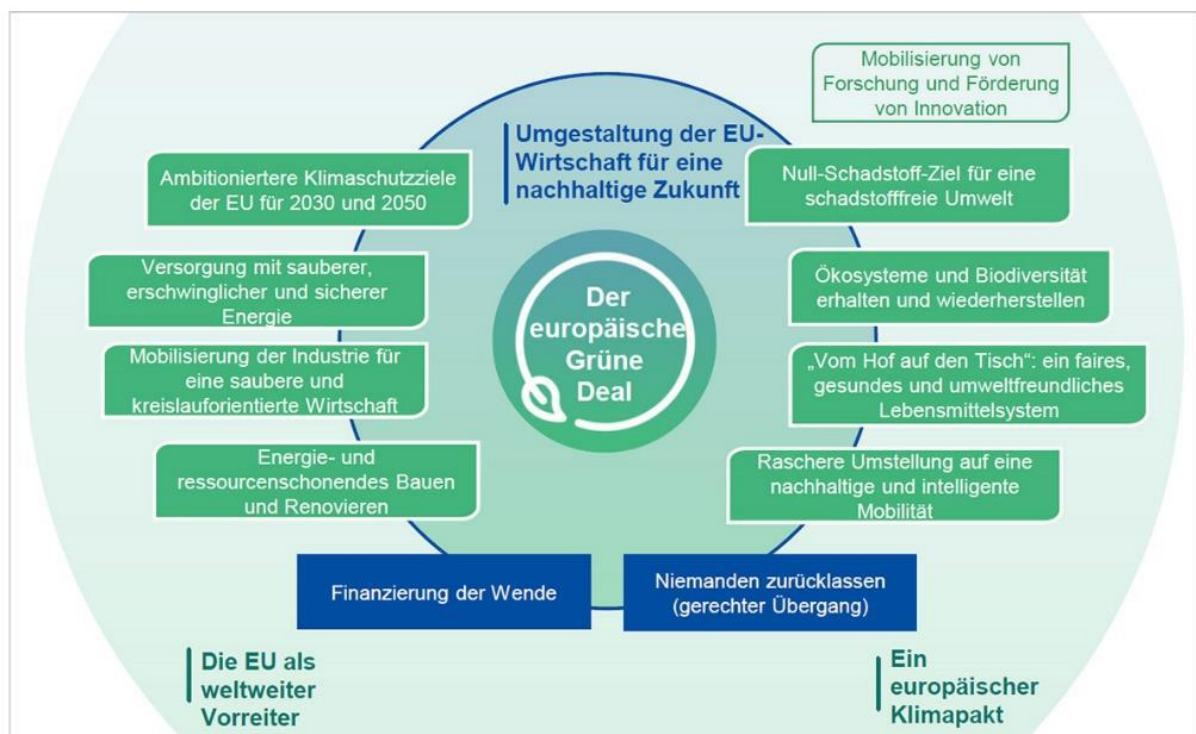 Mobilisierung von
Forschung und Förderung
von Innovation
Umgestaltung der EU-
Wirtschaft für eine
nachhaltige Zukunft
Ambitioniertere Klimaschutzziele
der EU für 2030 und 2050
Null-Schadstoff-Ziel für eine
schadstofffreie Umwelt
Versorgung mit sauberer,
erschwinglicher und sicherer
Energie
Ökosysteme und Biodiversität
erhalten und wiederherstellen
Der
europäische
Grüne
Deal
Mobilisierung der Industrie für
eine saubere und
kreislauforientierte Wirtschaft
„Vom Hof auf den Tisch“: ein faires,
gesundes und umweltfreundliches
Lebensmittelsystem
Energie- und
ressourcenschonendes Bauen
und Renovieren
Raschere Umstellung auf eine
nachhaltige und intelligente
Mobilität
Finanzierung der Wende
Niemanden zurücklassen
(gerechter Übergang)
Die EU als
weltweiter
Vorreiter
Ein
europäischer
Klimapakt